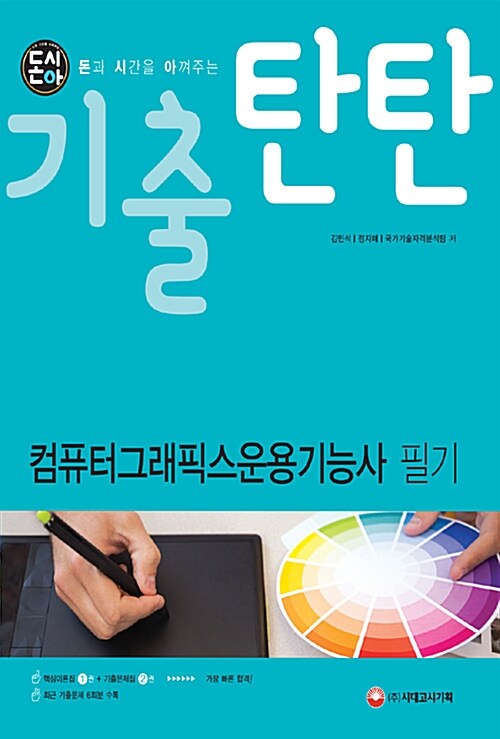 돈시
돈아
돈과 시간을 아껴주는
기출
탄탄
김민석 | 정지혜 | 국가기술자격분석팀 저
컴퓨터그래픽스운용기능사 필기
핵심이론집 1권 + 기출문제집 2권 >>>>>> 가장 빠른 합격!
최근 기출문제 6회분 수록
(주)시대고시기획